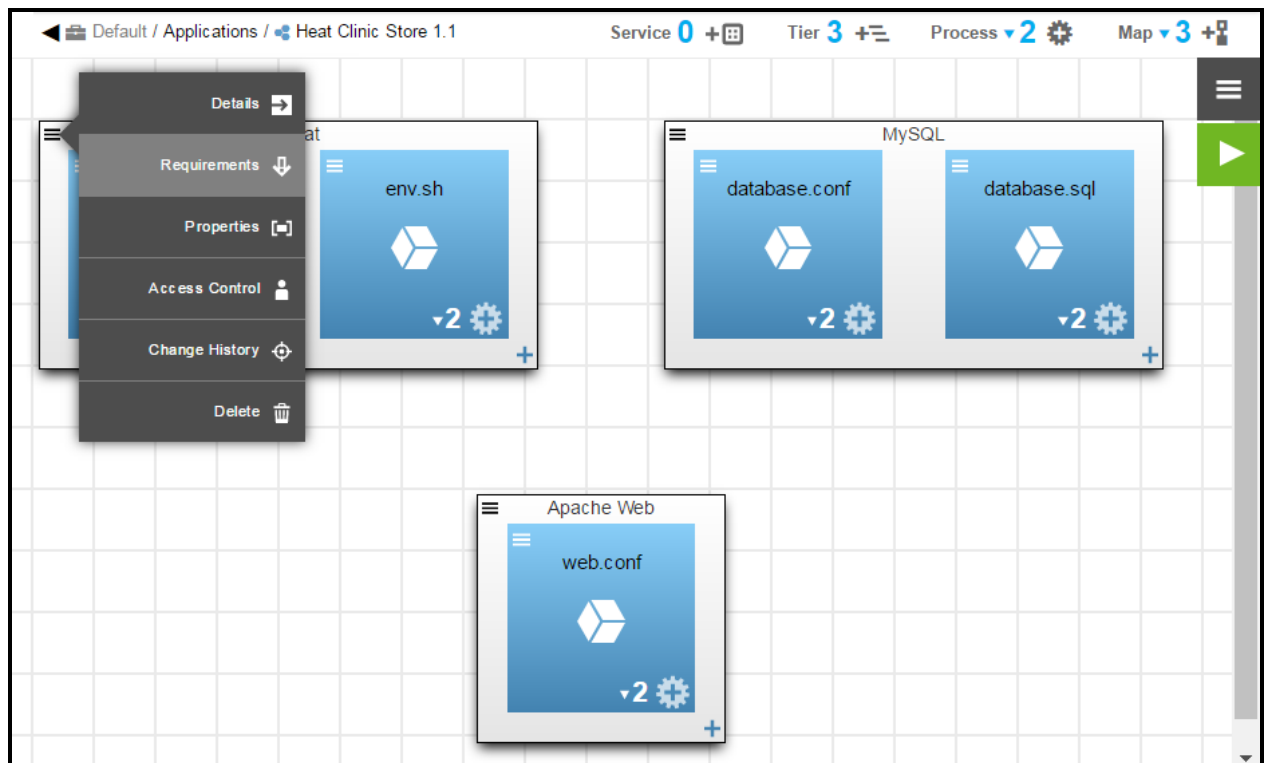 Default / Applications / Heat Clinic Store 1.1
Service 0
Tier 3
Process 2
Map 3
Details
Requirements
Properties
Access Control
Change History
Delete
at
env.sh
2
MySQL
database.conf
2
database.sql
2
Apache Web
web.conf
2